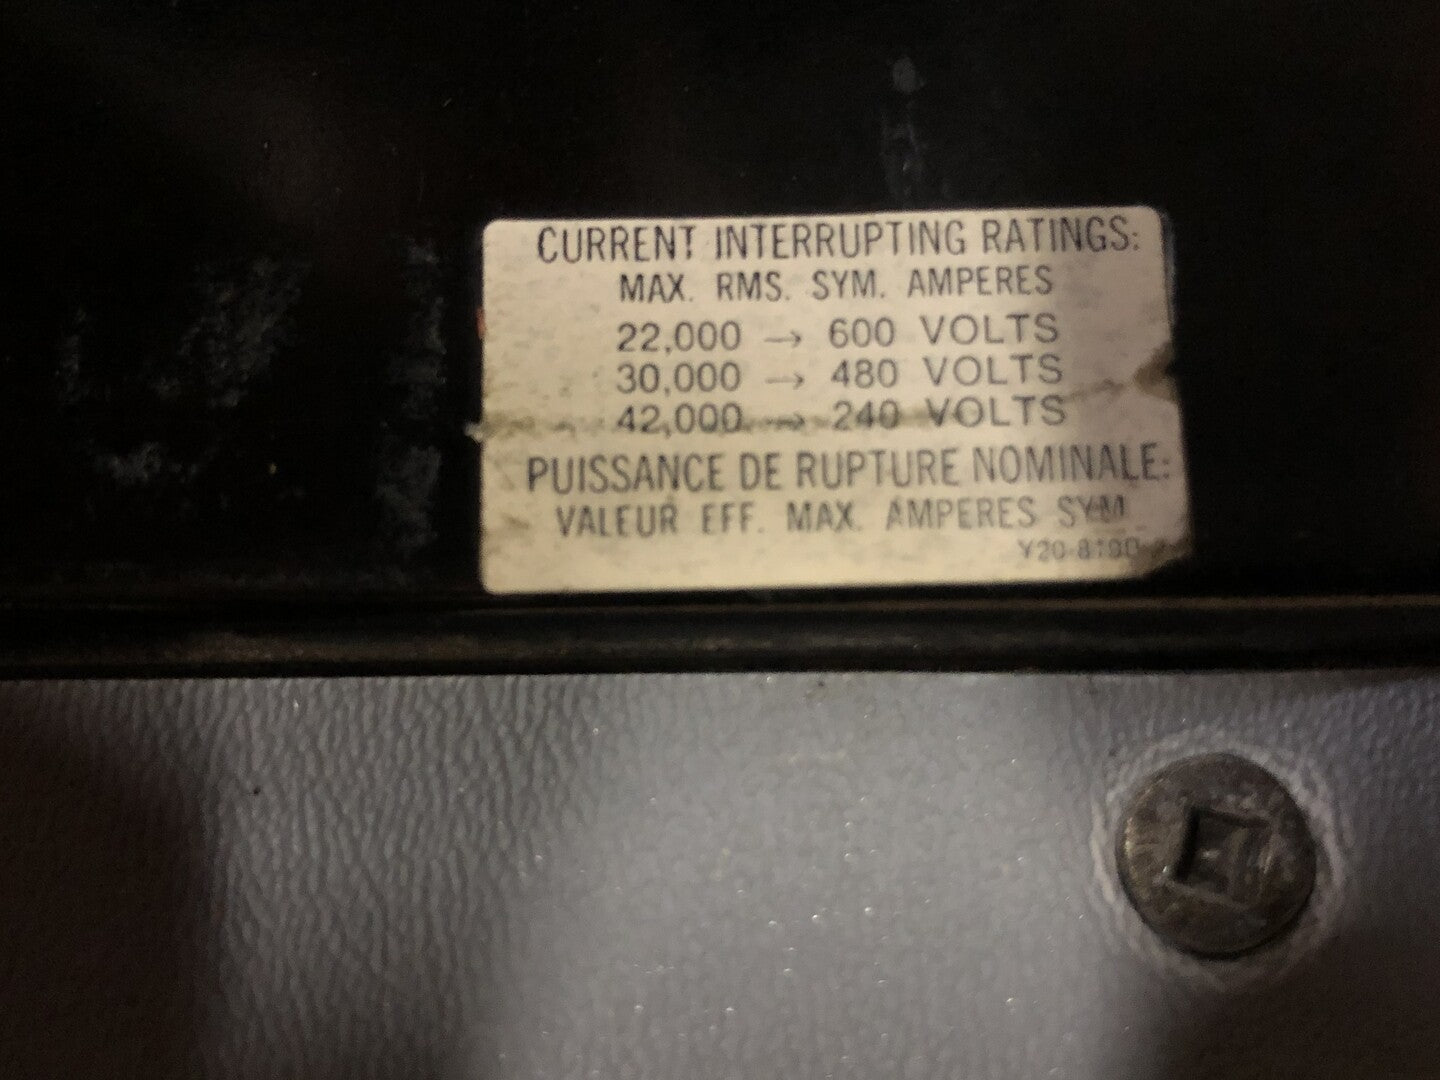 CURRENT INTERRUPTING RATINGS:
MAX. RMS. SYM. AMPERES
22,000 → 600 VOLTS
30,000 → 480 VOLTS
42,000 → 240 VOLTS
PUISSANCE DE RUPTURE NOMINALE:
VALEUR EFF. MAX. AMPERES SYM.